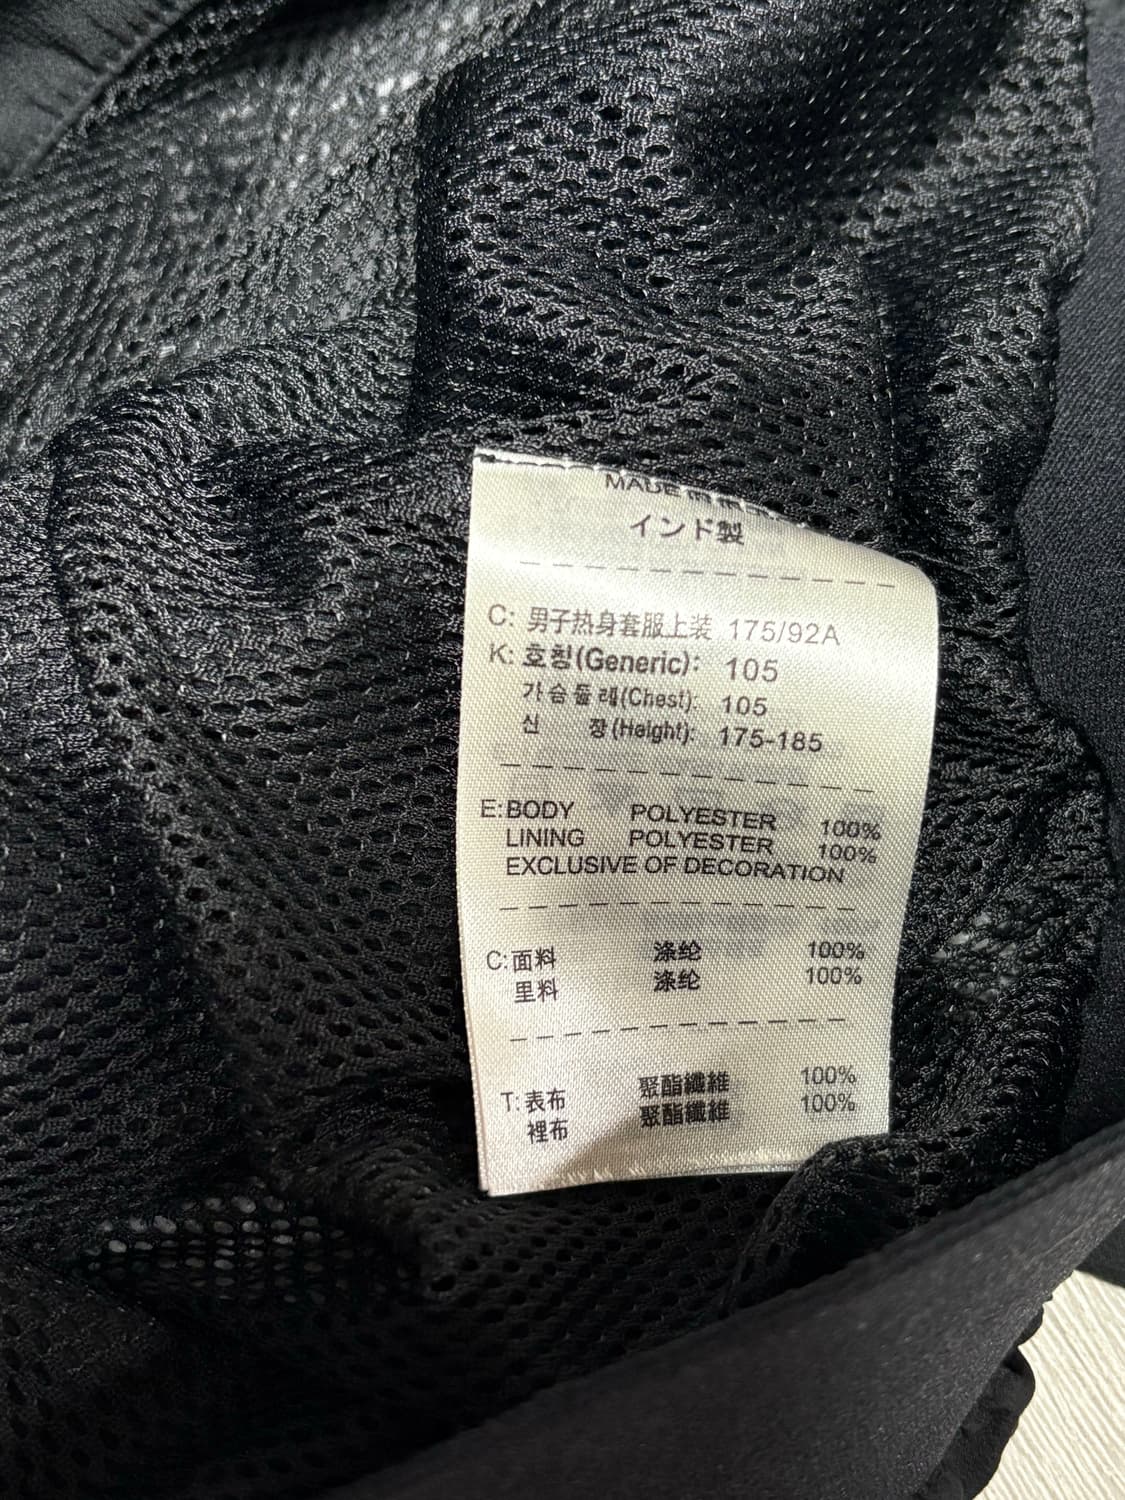 MADE
インド製
C: 男子热身套服上装 175/92A
K: 호칭(Generic): 105
가슴둘레(Chest): 105
신 장(Height): 175-185
E: BODY POLYESTER 100%
LINING POLYESTER 100%
EXCLUSIVE OF DECORATION
C: 面料 涤纶 100%
里料 涤纶 100%
T: 表布 聚酯纖維 100%
裡布 聚酯纖維 100%